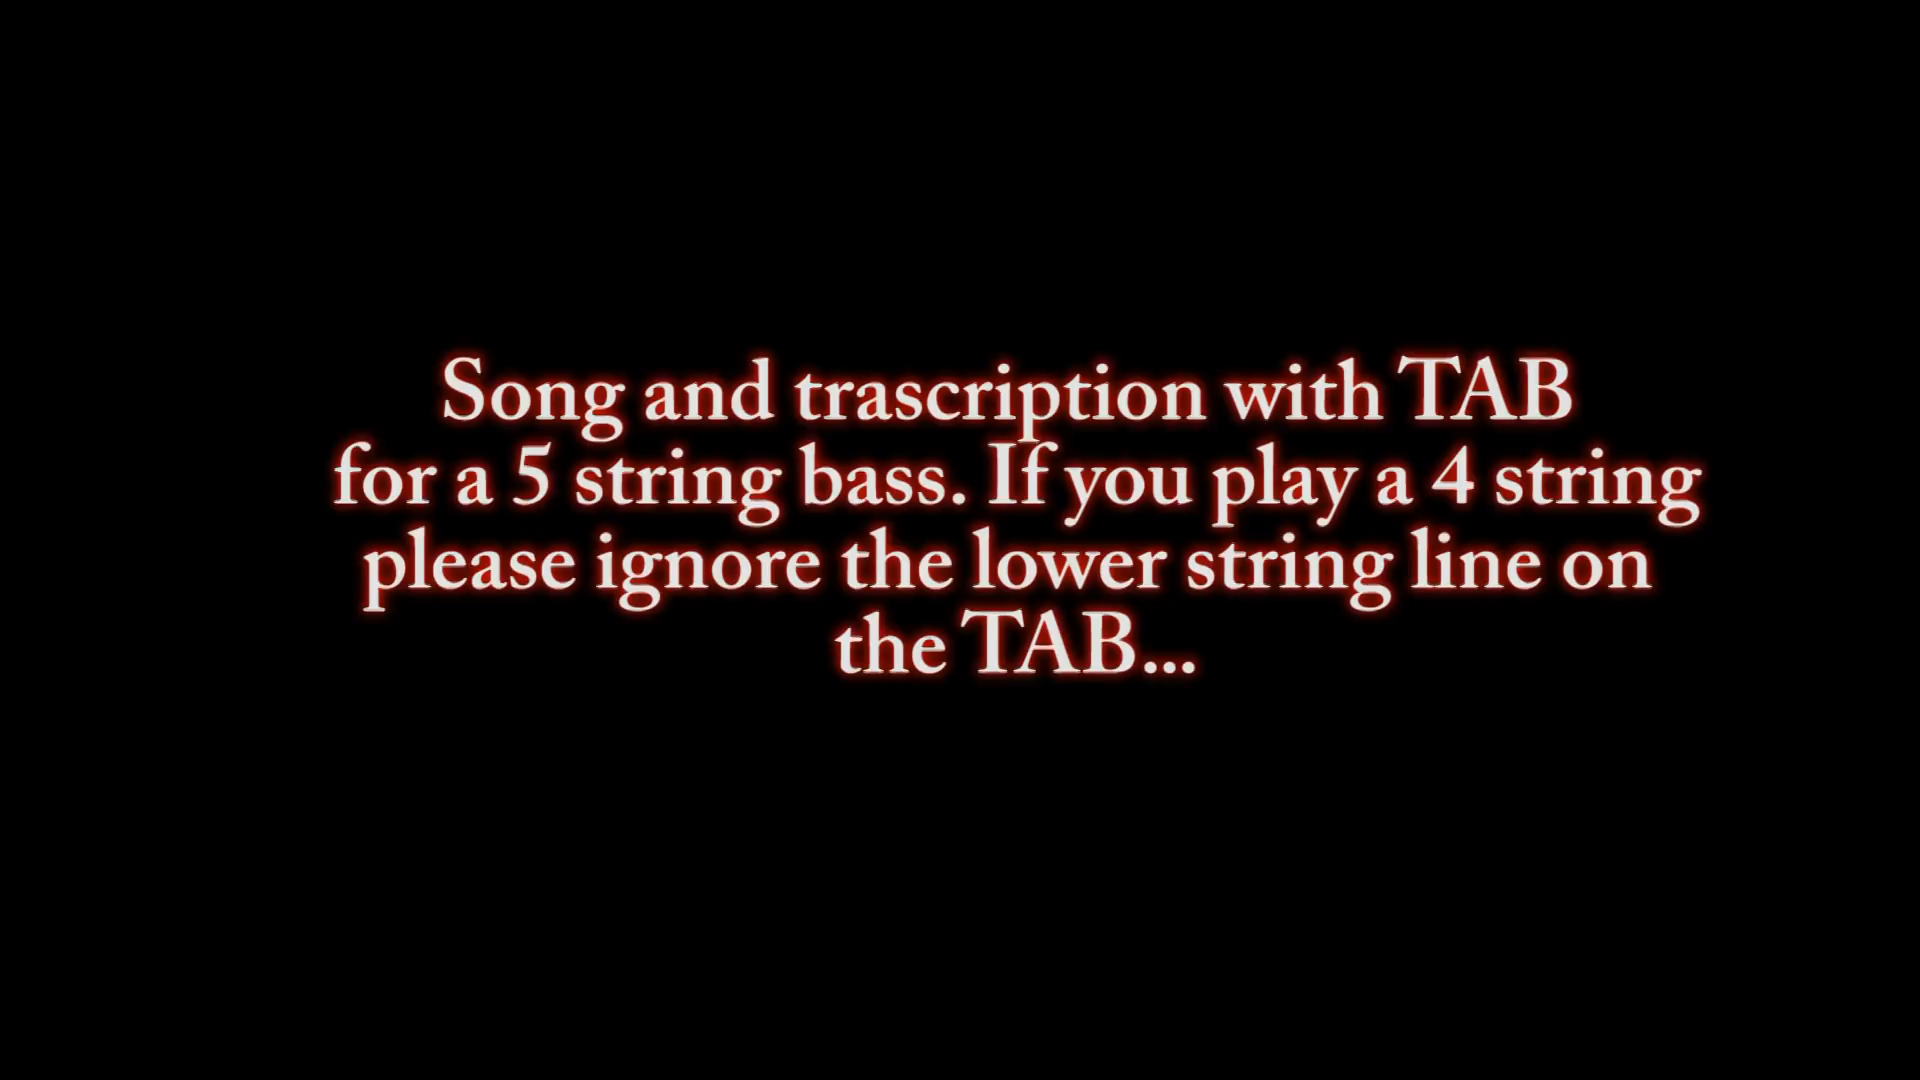 Song and trascription with TAB
for a 5 string bass. If you play a 4 string
please ignore the lower string line on
the TAB...